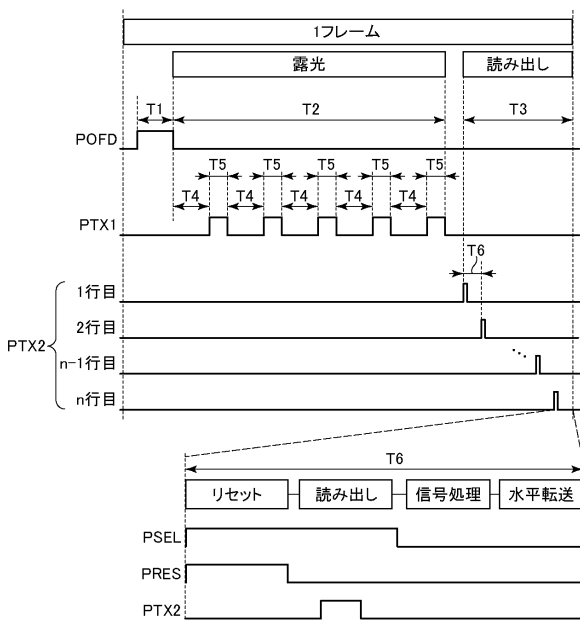 1フレーム
露光
読み出し
T1
T2
T3
POFD
T5 T5 T5 T5 T5
T4 T4 T4 T4 T4
PTX1
T6
1行目
2行目
PTX2
n-1行目
n行目
T6
リセット
読み出し
信号処理
水平転送
PSEL
PRES
PTX2